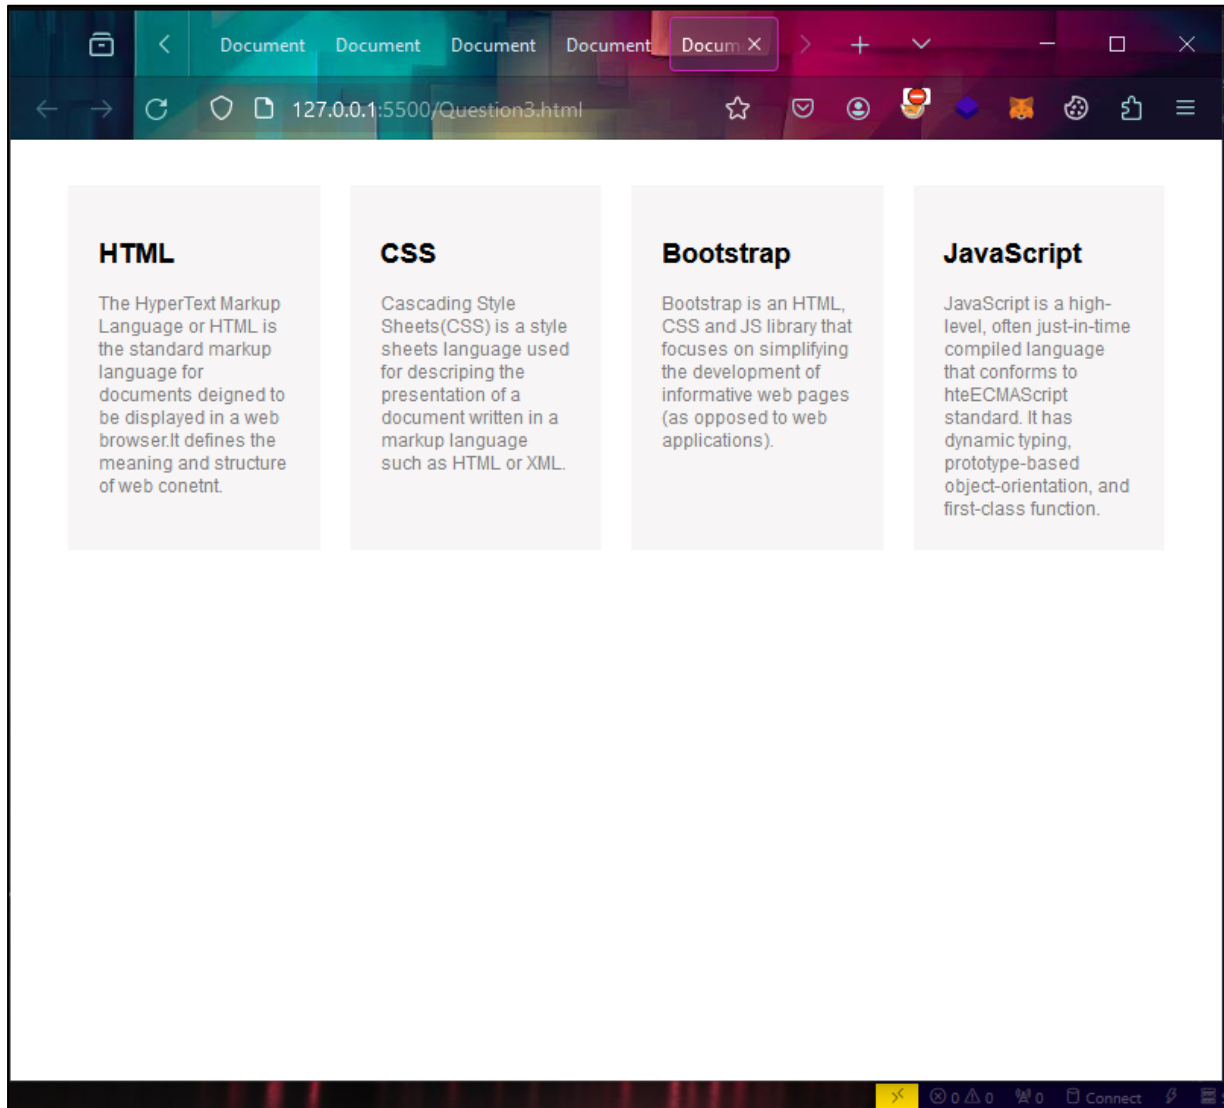 Document Document Document Document Docum
127.0.0.1:5500/Question3.html
HTML
The HyperText Markup
Language or HTML is
the standard markup
language for
documents deigned to
be displayed in a web
browser.It defines the
meaning and structure
of web conetnt.
CSS
Cascading Style
Sheets(CSS) is a style
sheets language used
for descriping the
presentation of a
document written in a
markup language
such as HTML or XML.
Bootstrap
Bootstrap is an HTML,
CSS and JS library that
focuses on simplifying
the development of
informative web pages
(as opposed to web
applications).
JavaScript
JavaScript is a high-
level, often just-in-time
compiled language
that conforms to
hteECMAScript
standard. It has
dynamic typing,
prototype-based
object-orientation, and
first-class function.
0 0 0 Connect